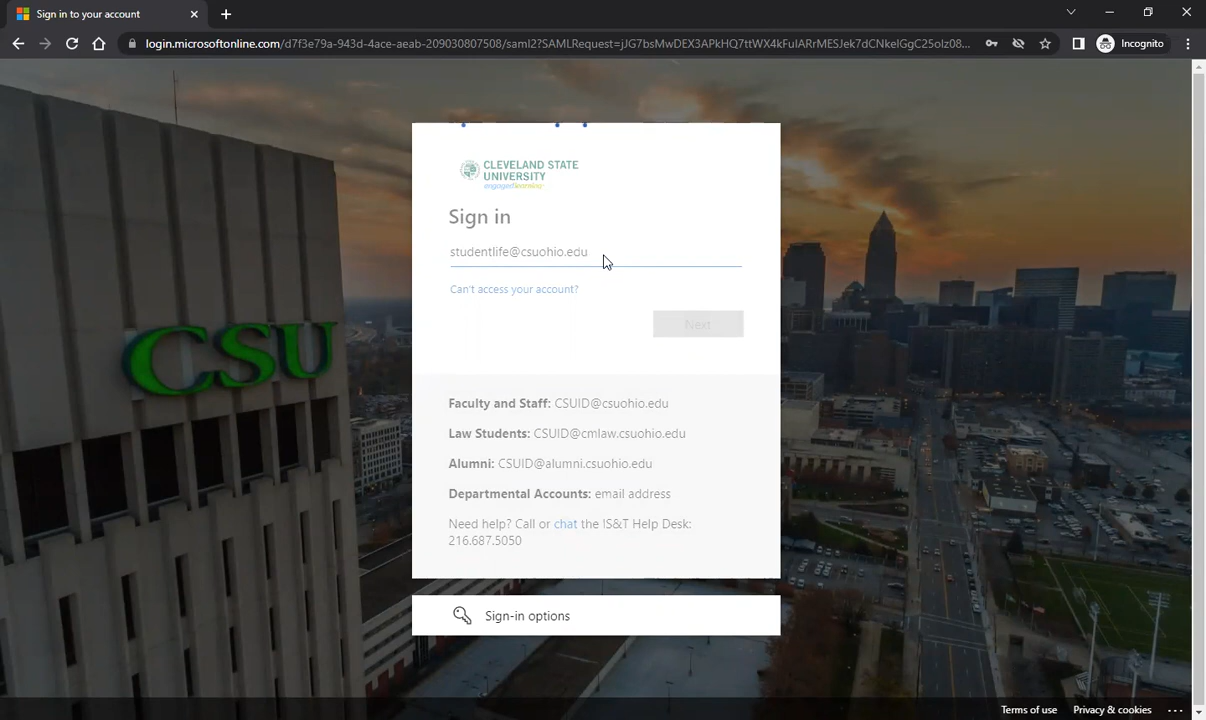 Sign in to your account
login.microsoftonline.com/d7f3e79a-943d-4ace-aeab-209030807508/saml2?SAMLRequest=jJG7bsMwDEX3APkHQ7ttWX4kFuIARrMESJek7dCNkeIGgC25oIz08...
Incognito
CLEVELAND STATE
UNIVERSITY
engagedlearning
CSU
Sign in
studentlife@csuohio.edu
Can't access your account?
Next
Faculty and Staff: CSUID@csuohio.edu
Law Students: CSUID@cmlaw.csuohio.edu
Alumni: CSUID@alumni.csuohio.edu
Departmental Accounts: email address
Need help? Call or chat the IS&T Help Desk:
216.687.5050
Sign-in options
Terms of use Privacy & cookies ...